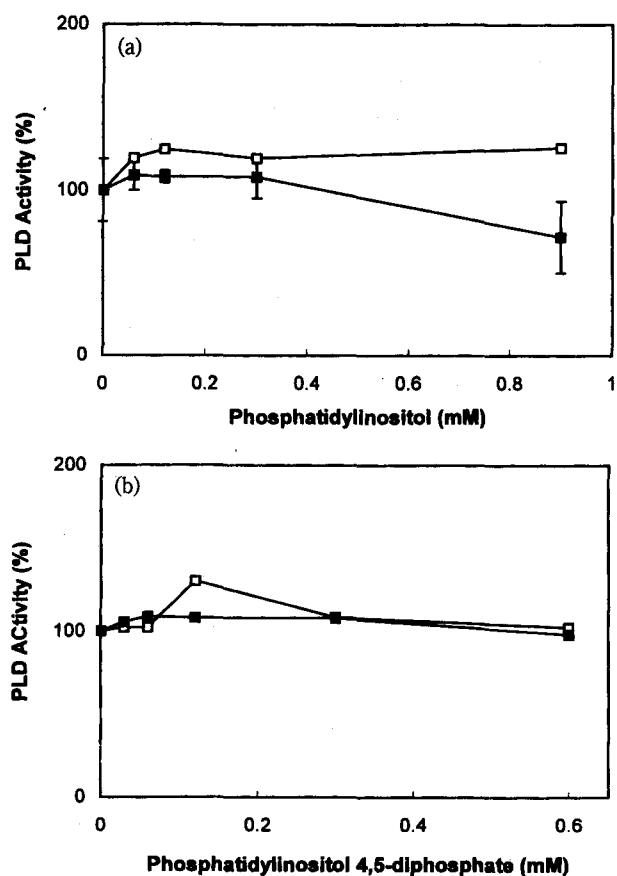 200
(a)
PLD Activity (%)
100
0
0
0.2
0.4
0.6
0.8
1
Phosphatidylinositol (mM)
200
(b)
PLD ACtivity (%)
100
0
0
0.2
0.4
0.6
Phosphatidylinositol 4,5-diphosphate (mM)